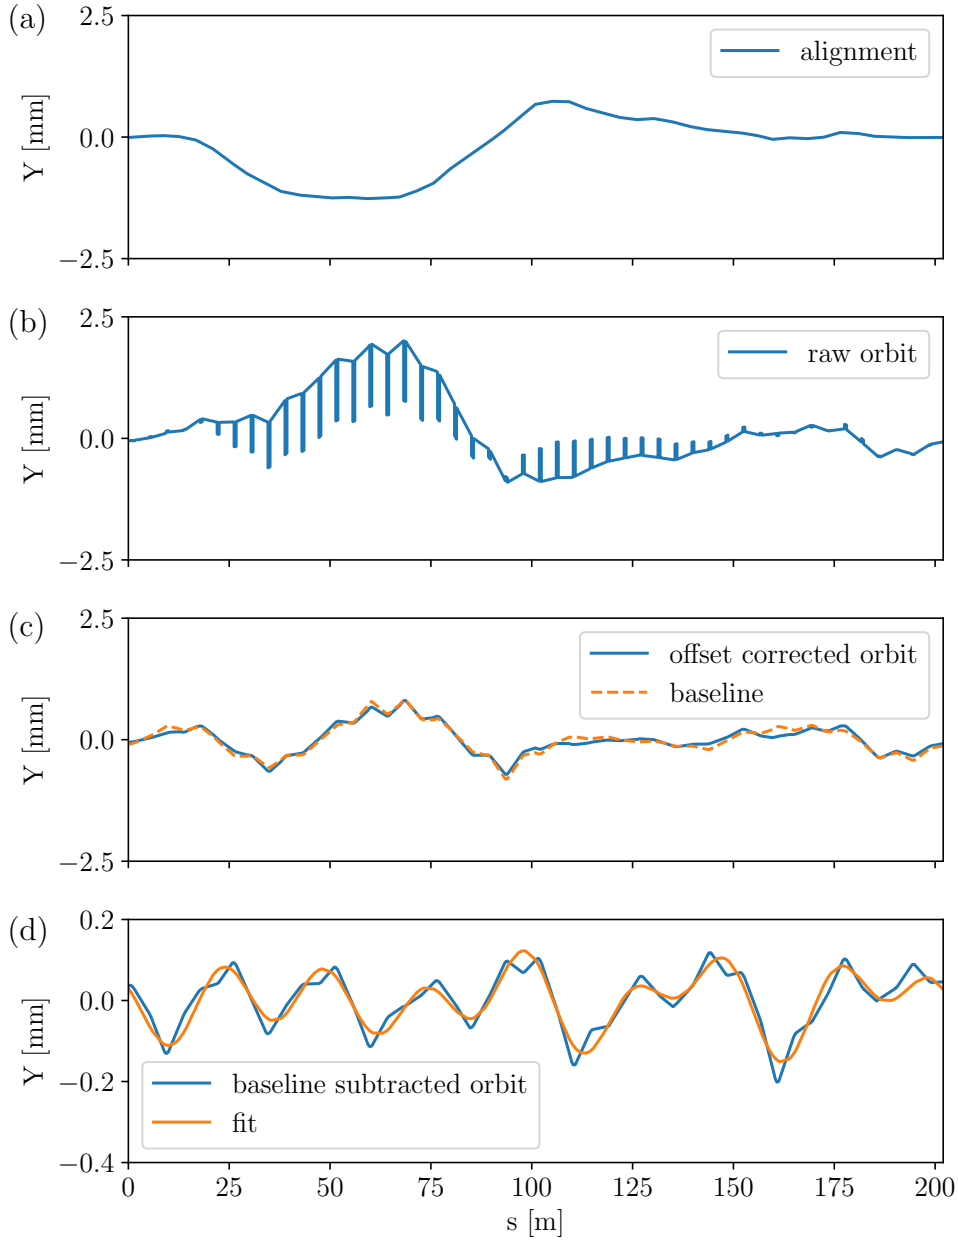 (a)
2.5
0.0
−2.5
Y [mm]
alignment
(b)
2.5
0.0
−2.5
Y [mm]
raw orbit
(c)
2.5
0.0
−2.5
Y [mm]
offset corrected orbit
baseline
(d)
0.2
0.0
−0.2
−0.4
Y [mm]
baseline subtracted orbit
fit
0 25 50 75 100 125 150 175 200
s [m]